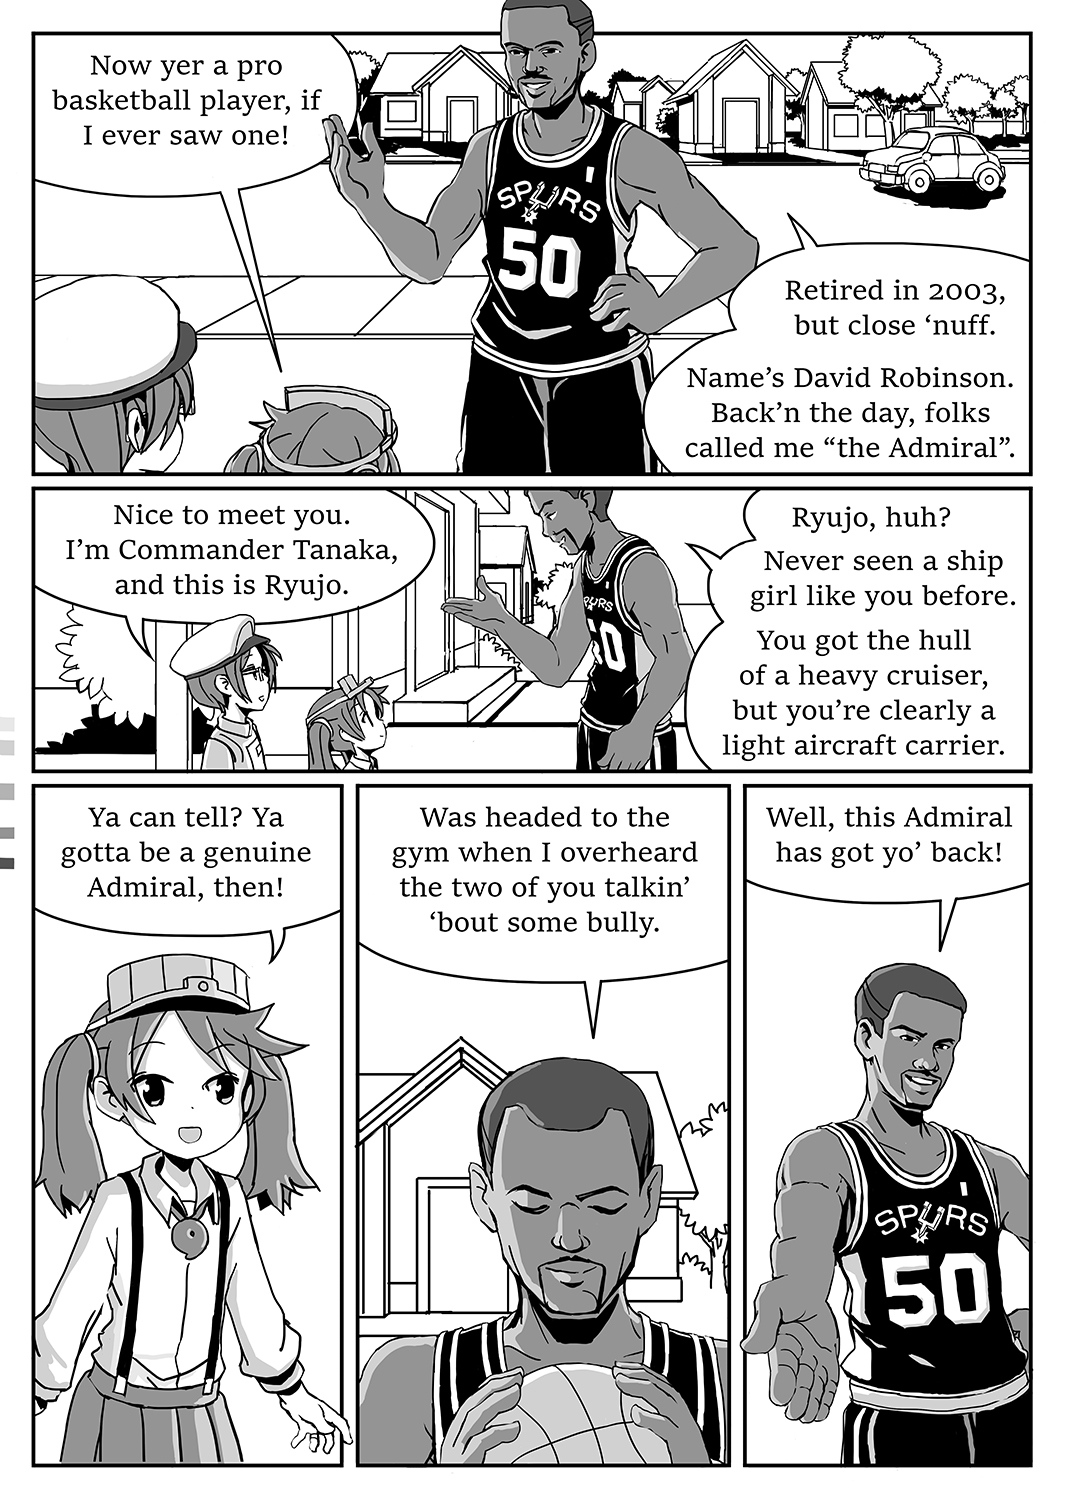 Now yer a pro
basketball player, if
I ever saw one!
SPURS
50
Retired in 2003,
but close ‘nuff.
Name’s David Robinson.
Back’n the day, folks
called me “the Admiral”.
Nice to meet you.
I’m Commander Tanaka,
and this is Ryujo.
SPURS
50
Ryujo, huh?
Never seen a ship
girl like you before.
You got the hull
of a heavy cruiser,
but you’re clearly a
light aircraft carrier.
Ya can tell? Ya
gotta be a genuine
Admiral, then!
Was headed to the
gym when I overheard
the two of you talkin’
‘bout some bully.
Well, this Admiral
has got yo’ back!
SPURS
50